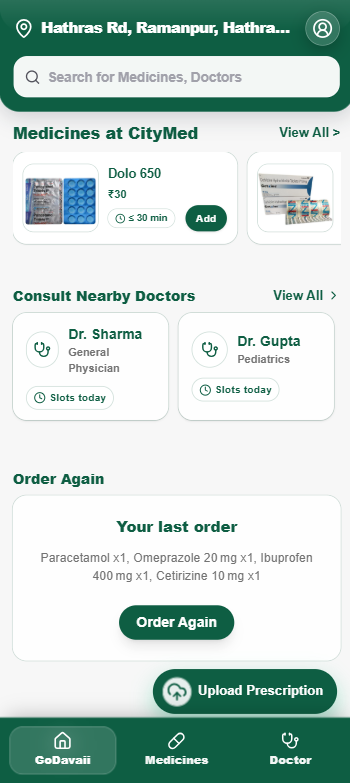 Hathras Rd, Ramanpur, Hathra...
Search for Medicines, Doctors
Medicines at CityMed
View All >
Dolo 650
₹30
≤ 30 min
Add
Consult Nearby Doctors
View All >
Dr. Sharma
General
Physician
Slots today
Dr. Gupta
Pediatrics
Slots today
Order Again
Your last order
Paracetamol x1, Omeprazole 20 mg x1, Ibuprofen
400 mg x1, Cetirizine 10 mg x1
Order Again
Upload Prescription
GoDavaii
Medicines
Doctor